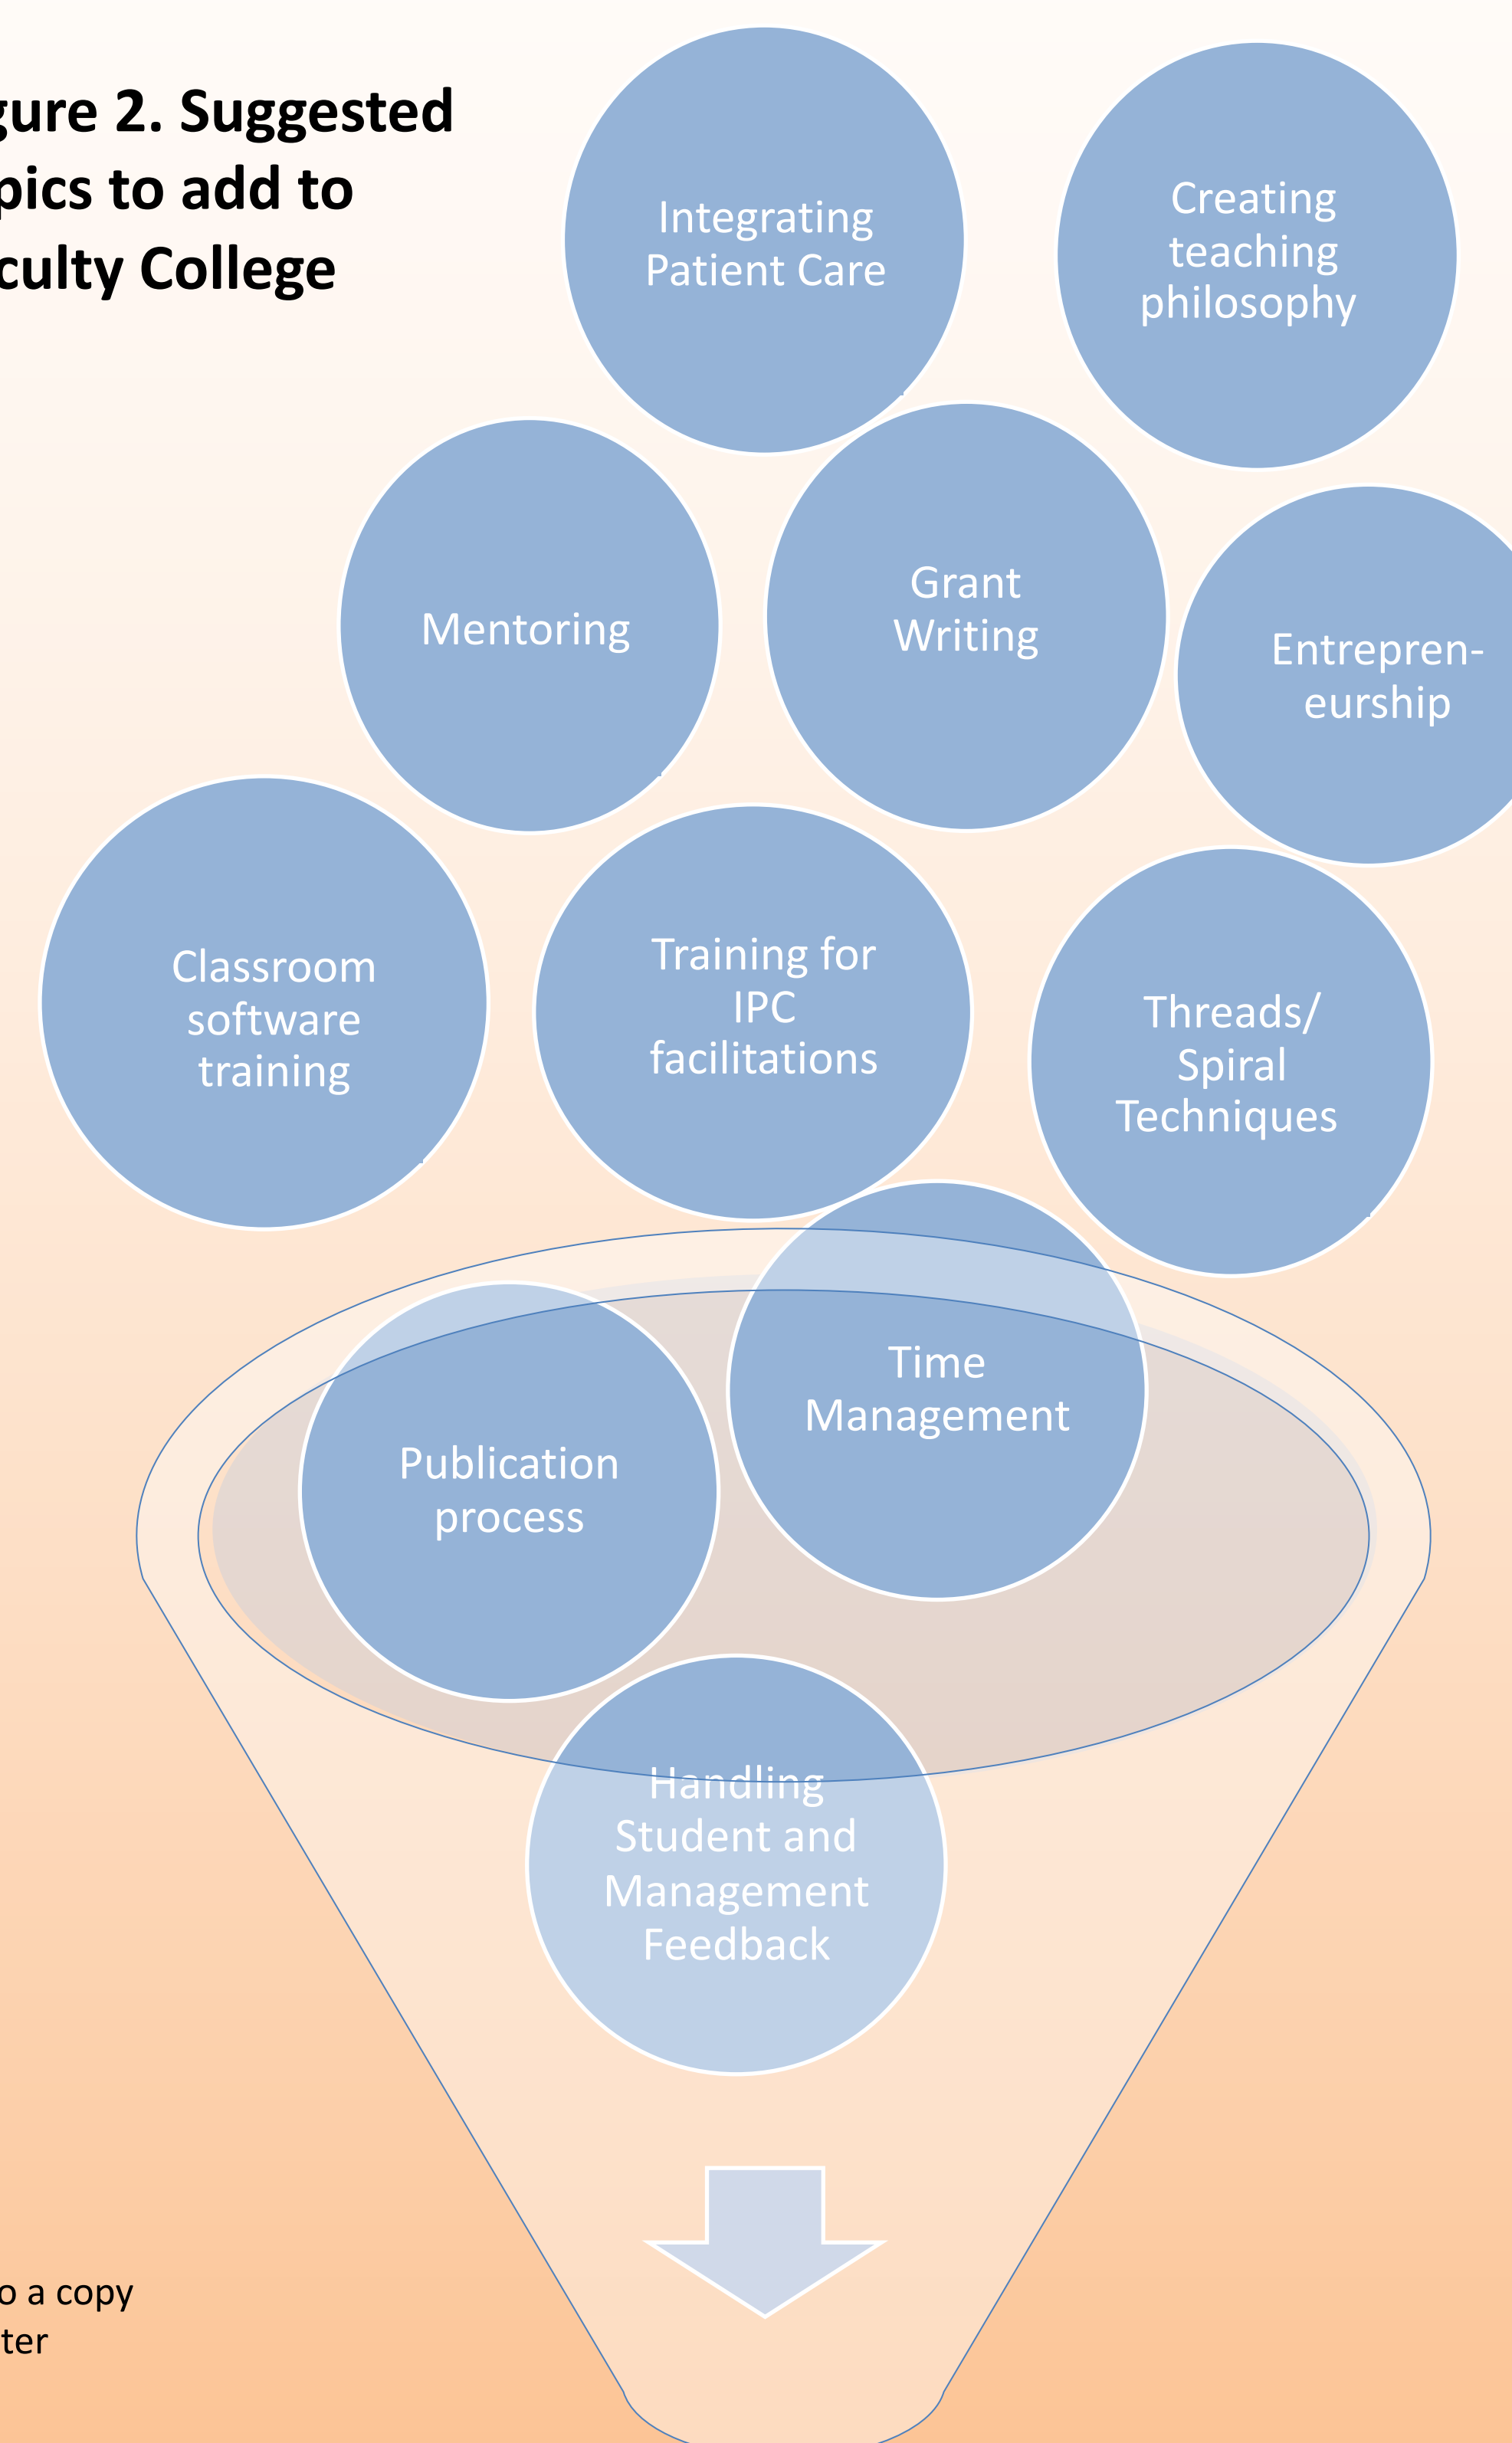 gure 2. Suggested
pics to add to
culty College
Integrating
Patient Care
Creating
teaching
philosophy
Mentoring
Grant
Writing
Entrepren-
eurship
Classroom
software
training
Training for
IPC
facilitations
Threads/
Spiral
Techniques
Time
Management
Publication
process
Handling
Student and
Management
Feedback
o a copy
ter